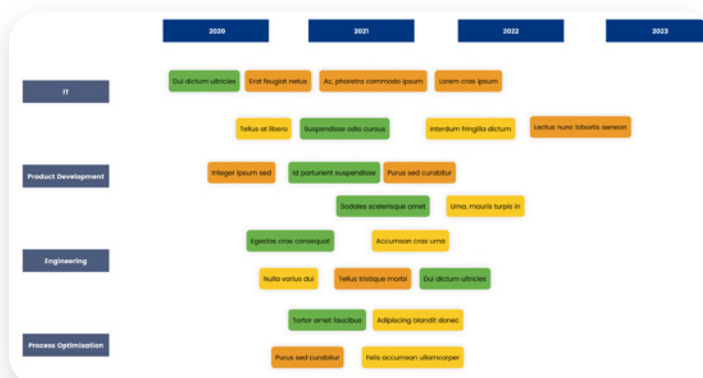 2020 2021 2022 2023
Dui dictum ultricies Erat feugiat netus Ac, pharetra commodo ipsum Lorem cras ipsum
IT
Tellus at libero Suspendisse odio cursus Interdum fringilla dictum Lectus nunc lobortis aenean
Integer ipsum sed Id parturient suspendisse Purus sed curabitur
Product Development
Sodales scelerisque amet Urna, mauris turpis in
Egestas cras consequat Accumsan cras urna
Engineering
Nulla varius dui Tellus tristique morbi Dui dictum ultricies
Tortor amet faucibus Adipiscing blandit donec
Process Optimisation
Purus sed curabitur Felis accumsan ullamcorper